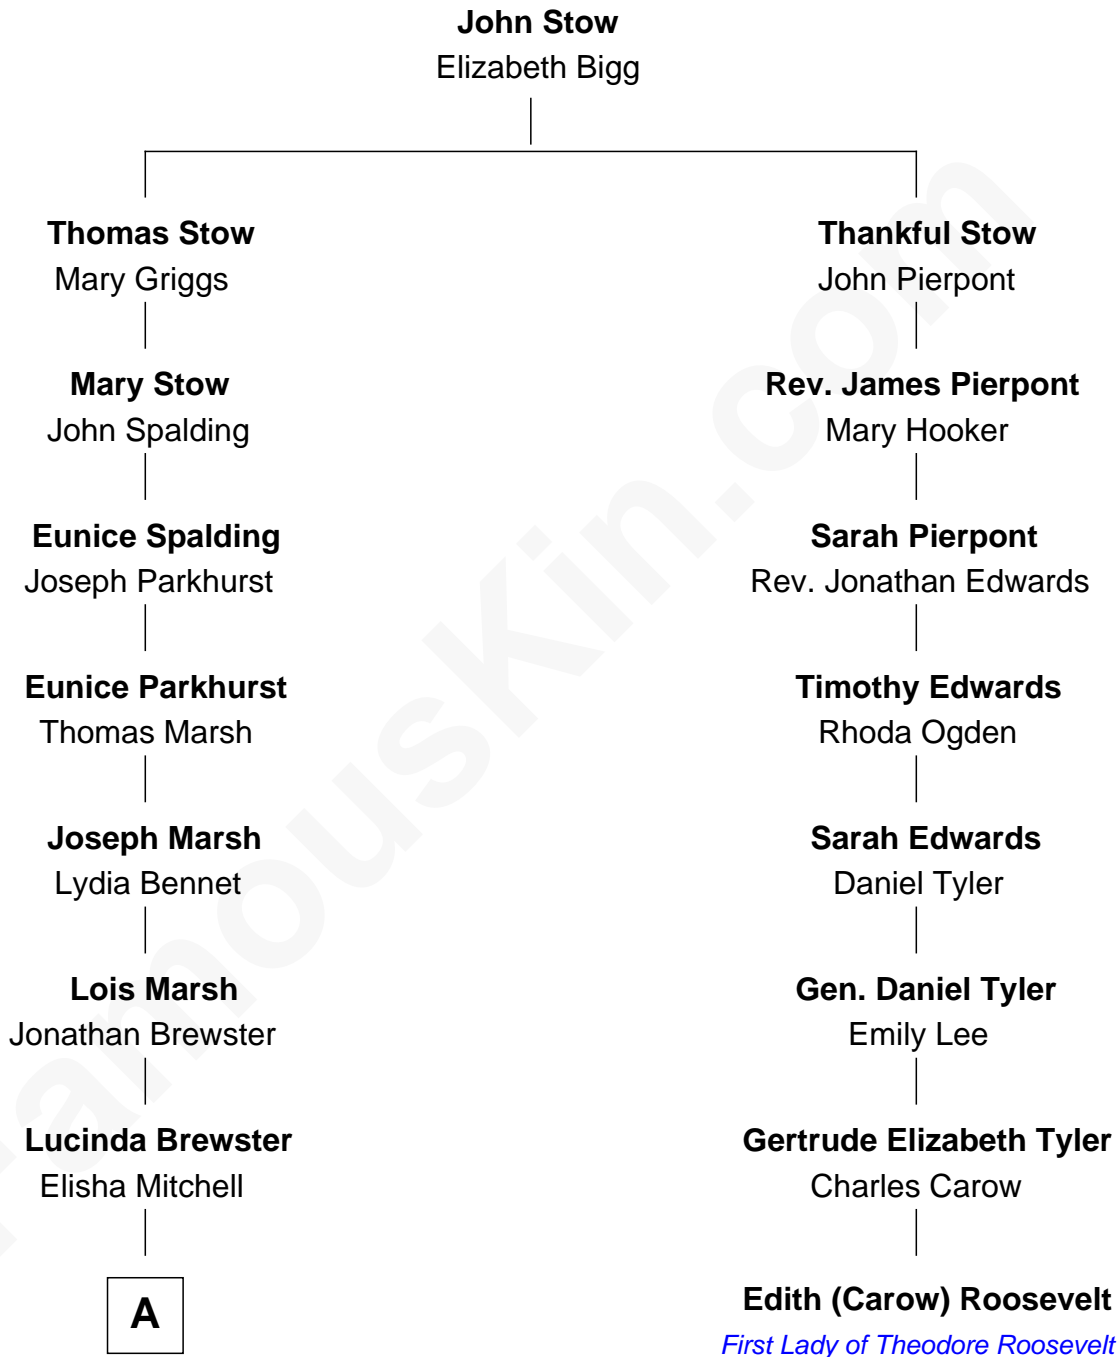 John Stow
Elizabeth Bigg
Thomas Stow
Mary Griggs
Thankful Stow
John Pierpont
Mary Stow
John Spalding
Rev. James Pierpont
Mary Hooker
Eunice Spalding
Joseph Parkhurst
Sarah Pierpont
Rev. Jonathan Edwards
Eunice Parkhurst
Thomas Marsh
Timothy Edwards
Rhoda Ogden
Joseph Marsh
Lydia Bennet
Sarah Edwards
Daniel Tyler
Lois Marsh
Jonathan Brewster
Gen. Daniel Tyler
Emily Lee
Lucinda Brewster
Elisha Mitchell
Gertrude Elizabeth Tyler
Charles Carow
A
Edith (Carow) Roosevelt
First Lady of Theodore Roosevelt
FamousKin.com